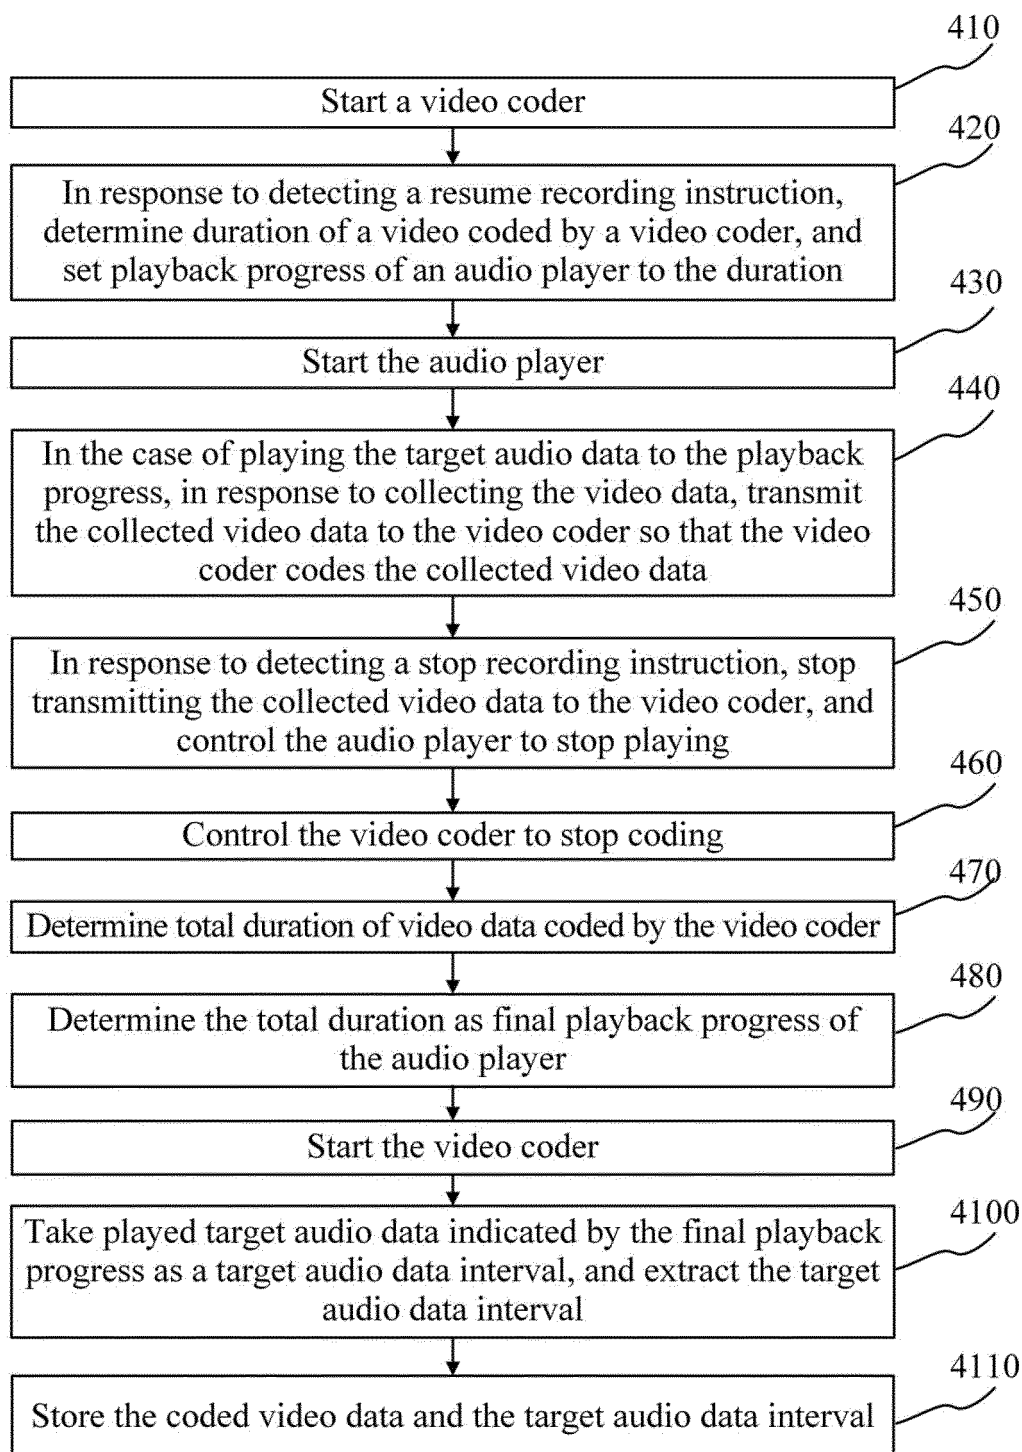 410
Start a video coder
420
In response to detecting a resume recording instruction,
determine duration of a video coded by a video coder, and
set playback progress of an audio player to the duration
430
Start the audio player
440
In the case of playing the target audio data to the playback
progress, in response to collecting the video data, transmit
the collected video data to the video coder so that the video
coder codes the collected video data
450
In response to detecting a stop recording instruction, stop
transmitting the collected video data to the video coder, and
control the audio player to stop playing
460
Control the video coder to stop coding
470
Determine total duration of video data coded by the video coder
480
Determine the total duration as final playback progress of
the audio player
490
Start the video coder
4100
Take played target audio data indicated by the final playback
progress as a target audio data interval, and extract the target
audio data interval
4110
Store the coded video data and the target audio data interval